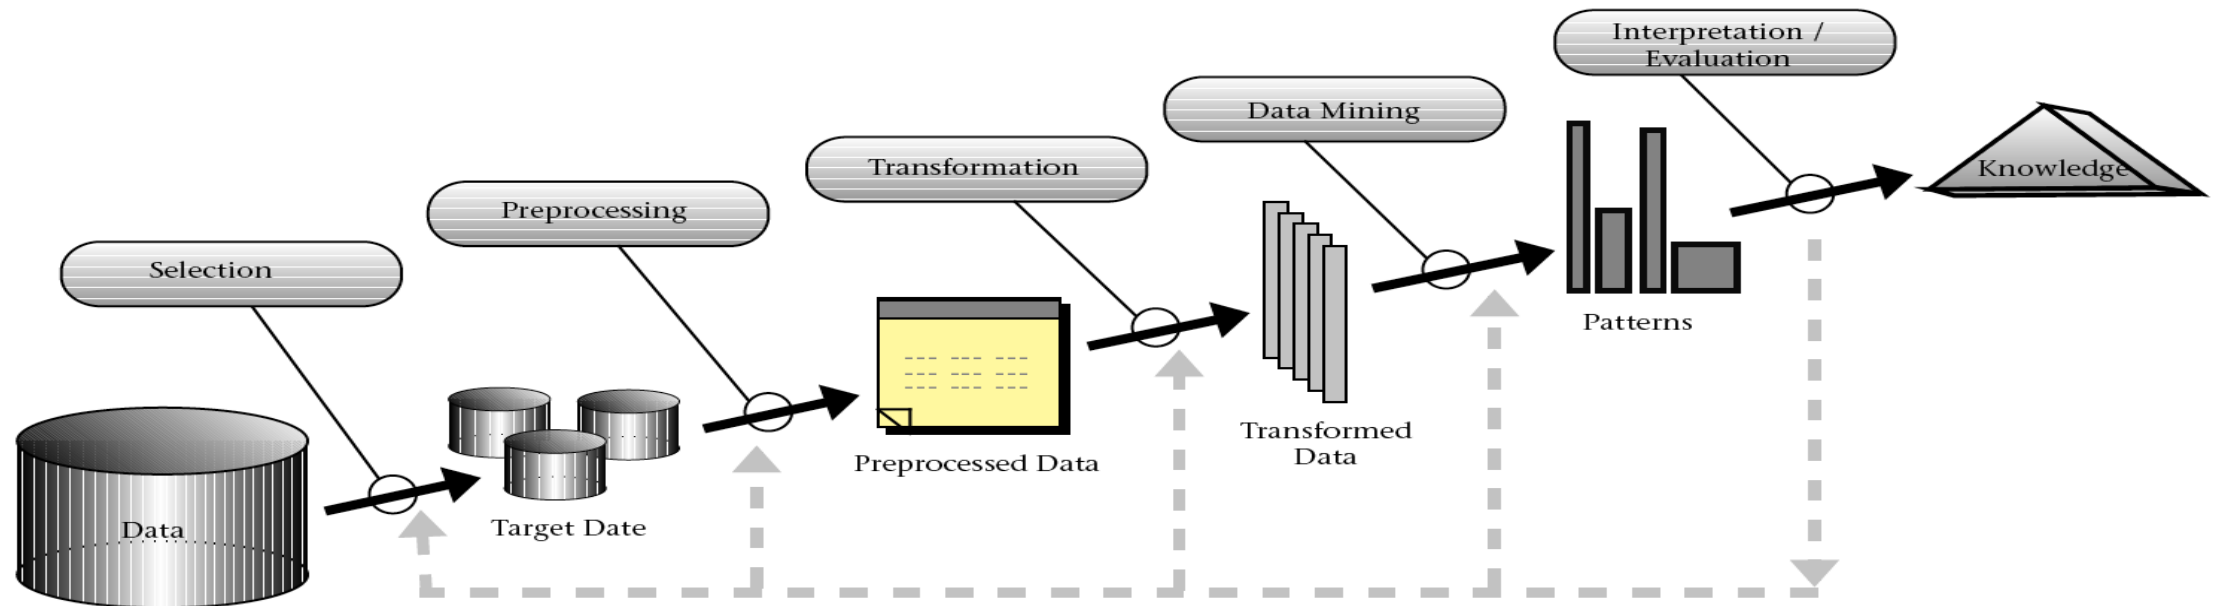 Interpretation /
Evaluation
Data Mining
Transformation
Knowledge
Preprocessing
Selection
Patterns
Transformed
Data
Preprocessed Data
Target Date
Data